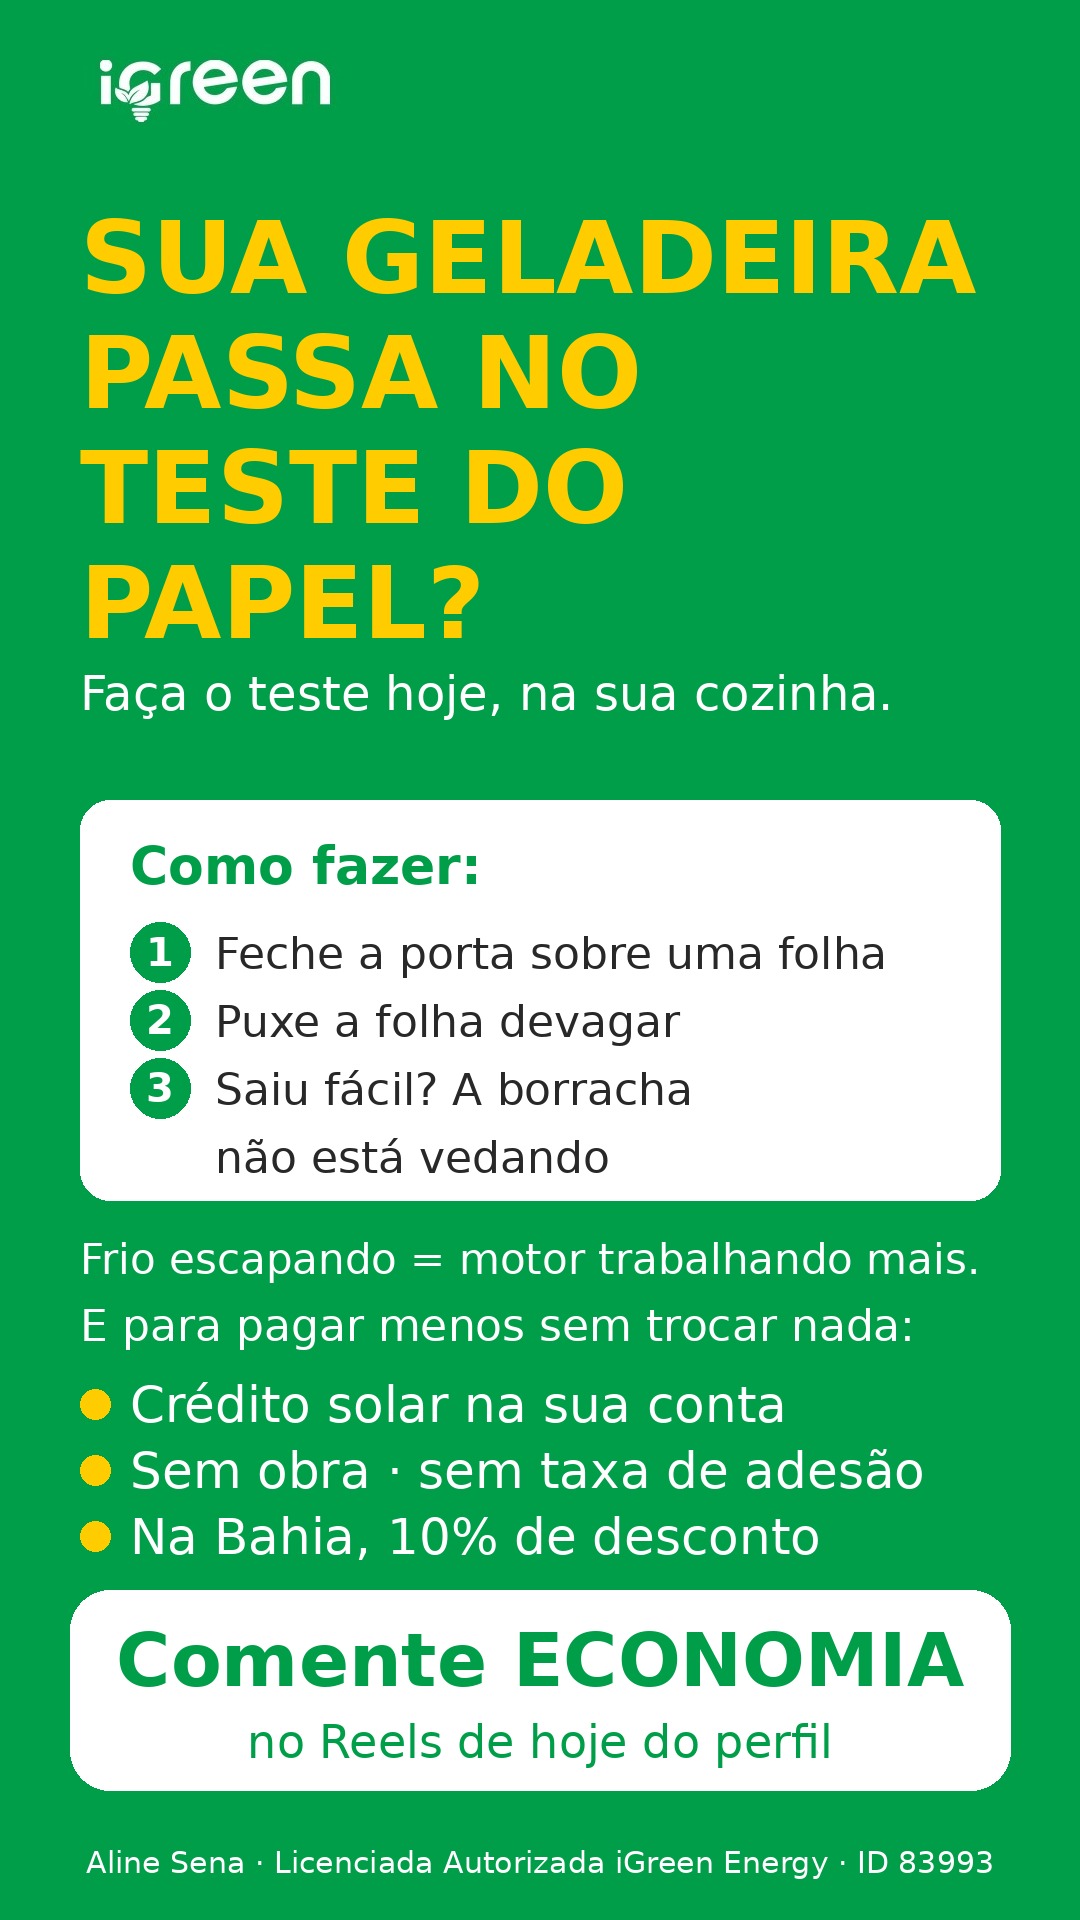 iGreen
SUA GELADEIRA
PASSA NO
TESTE DO
PAPEL?
Faça o teste hoje, na sua cozinha.
Como fazer:
1 Feche a porta sobre uma folha
2 Puxe a folha devagar
3 Saiu fácil? A borracha
não está vedando
Frio escapando = motor trabalhando mais.
E para pagar menos sem trocar nada:
Crédito solar na sua conta
Sem obra · sem taxa de adesão
Na Bahia, 10% de desconto
Comente ECONOMIA
no Reels de hoje do perfil
Aline Sena · Licenciada Autorizada iGreen Energy · ID 83993